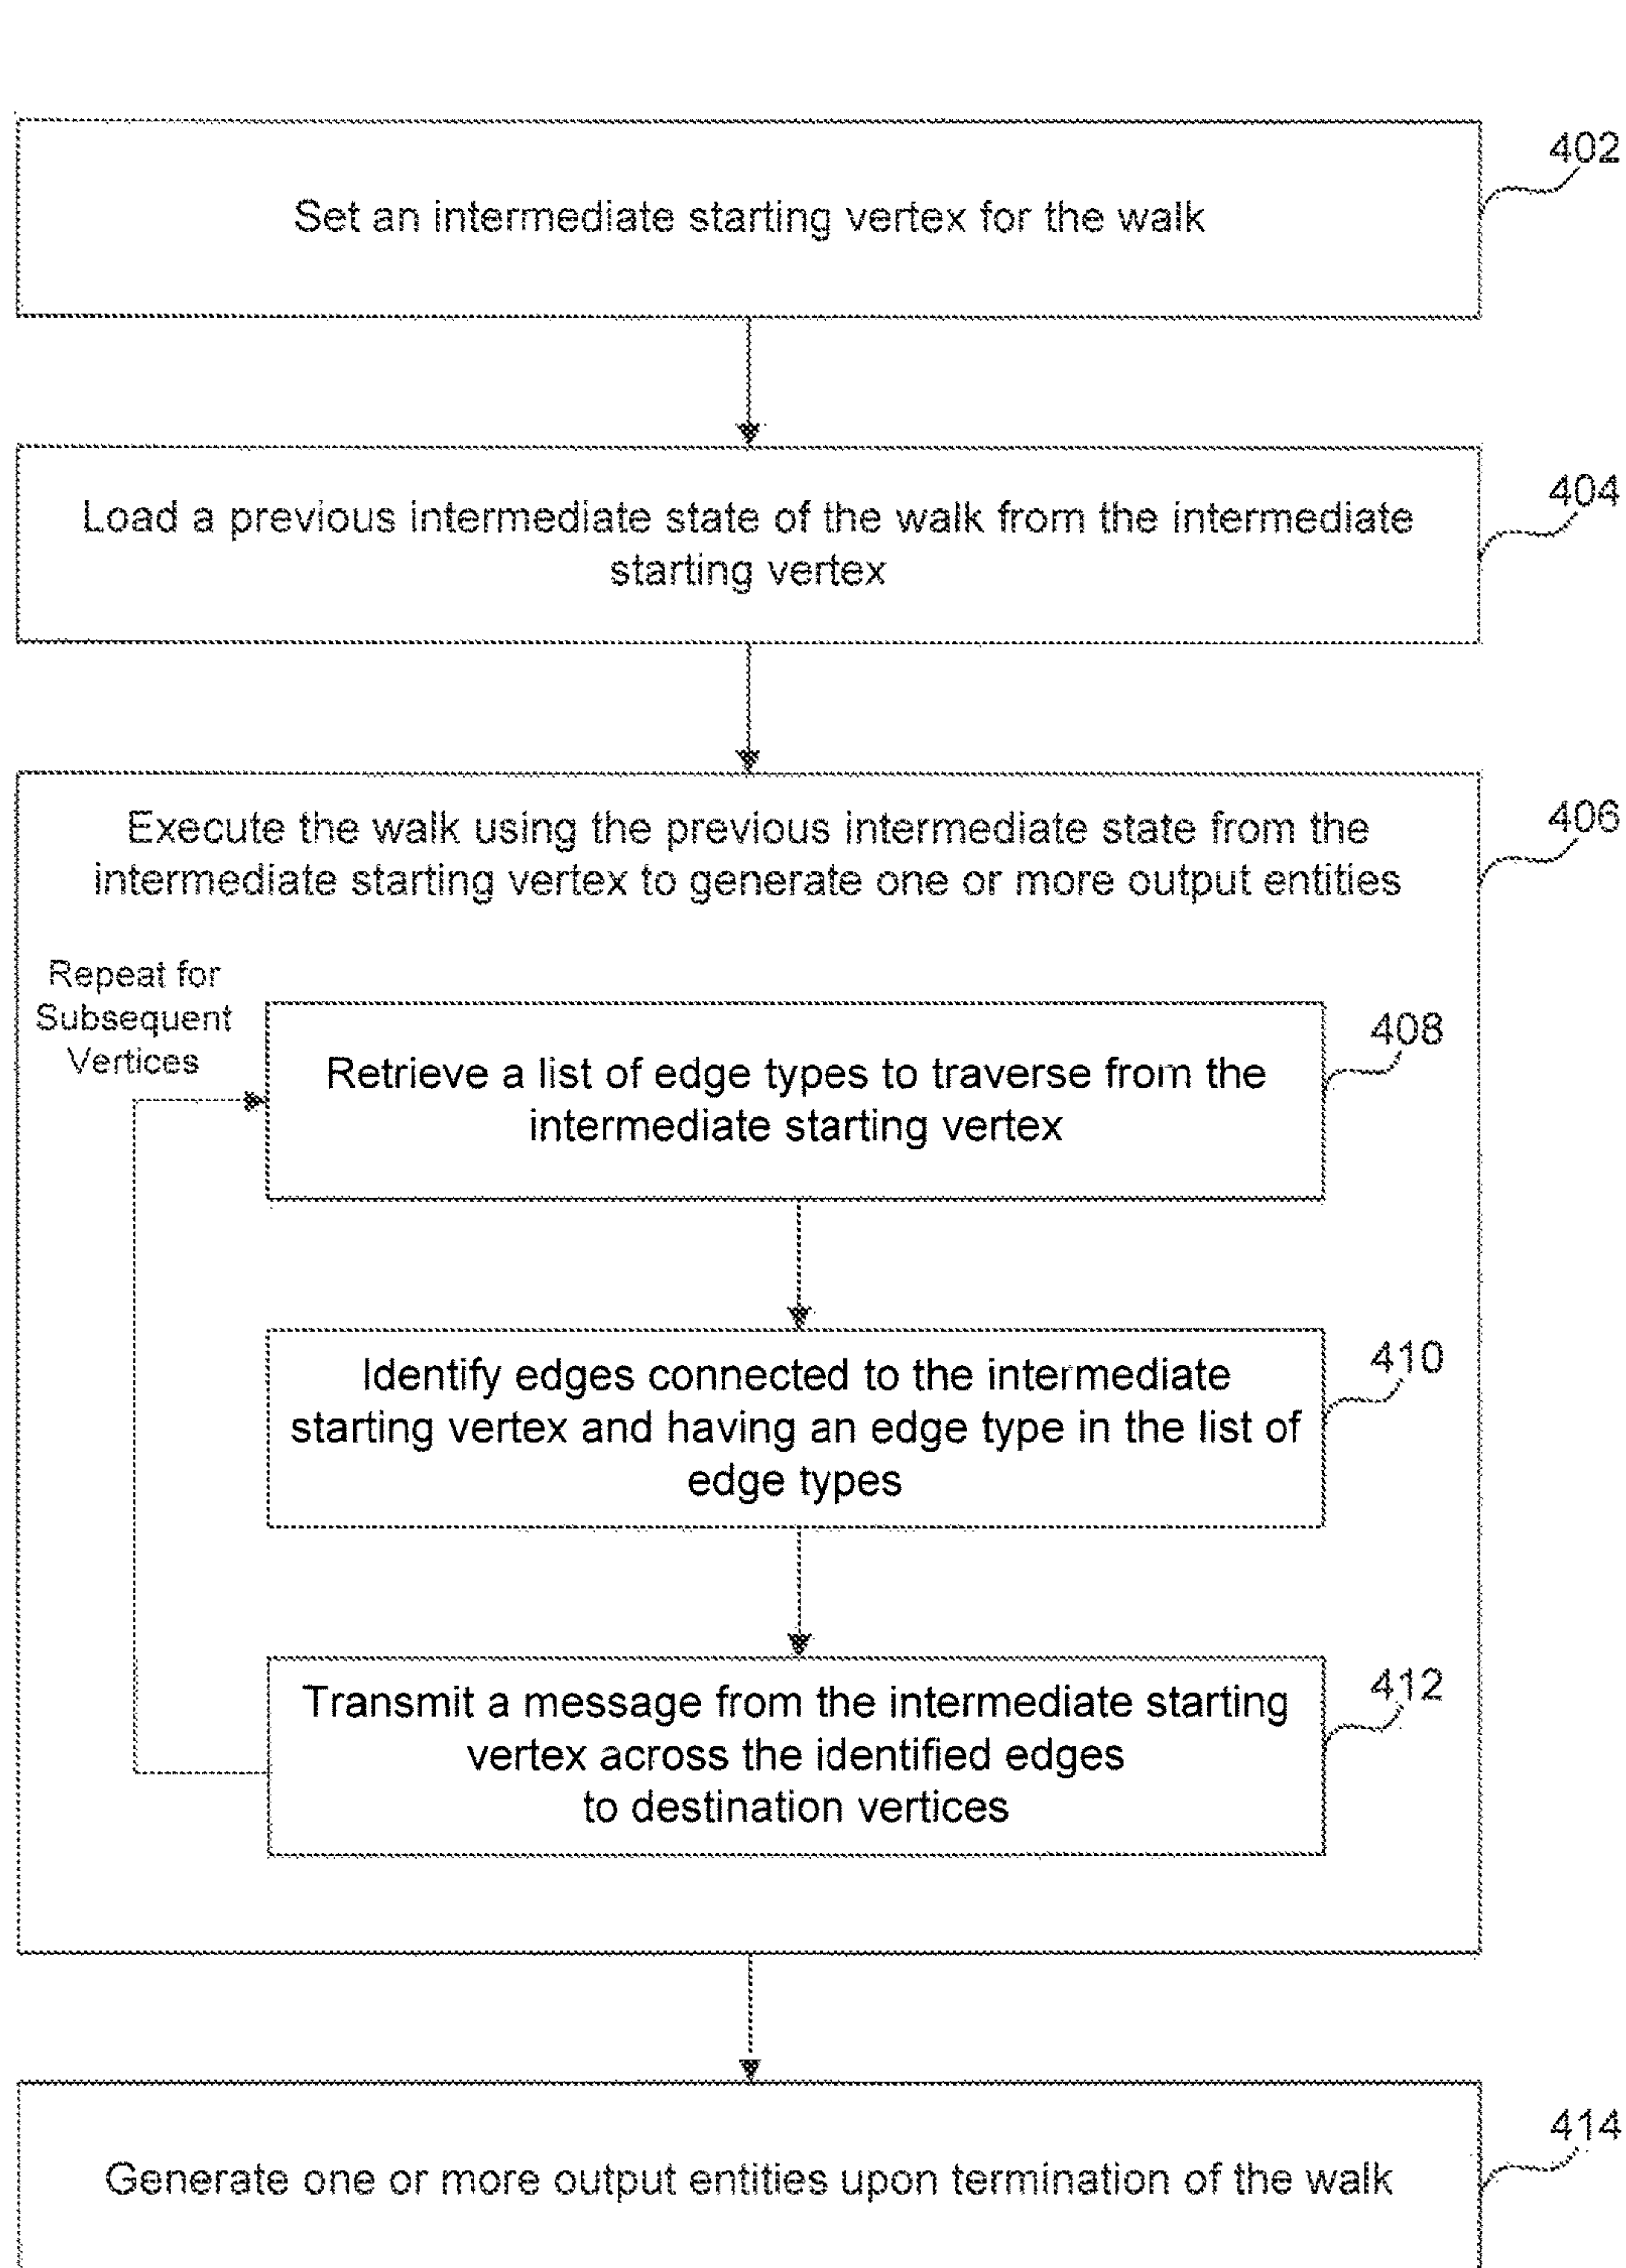 402
Set an intermediate starting vertex for the walk
404
Load a previous intermediate state of the walk from the intermediate
starting vertex
406
Execute the walk using the previous intermediate state from the
intermediate starting vertex to generate one or more output entities
Repeat for
Subsequent
Vertices
408
Retrieve a list of edge types to traverse from the
intermediate starting vertex
410
Identify edges connected to the intermediate
starting vertex and having an edge type in the list of
edge types
412
Transmit a message from the intermediate starting
vertex across the identified edges
to destination vertices
414
Generate one or more output entities upon termination of the walk